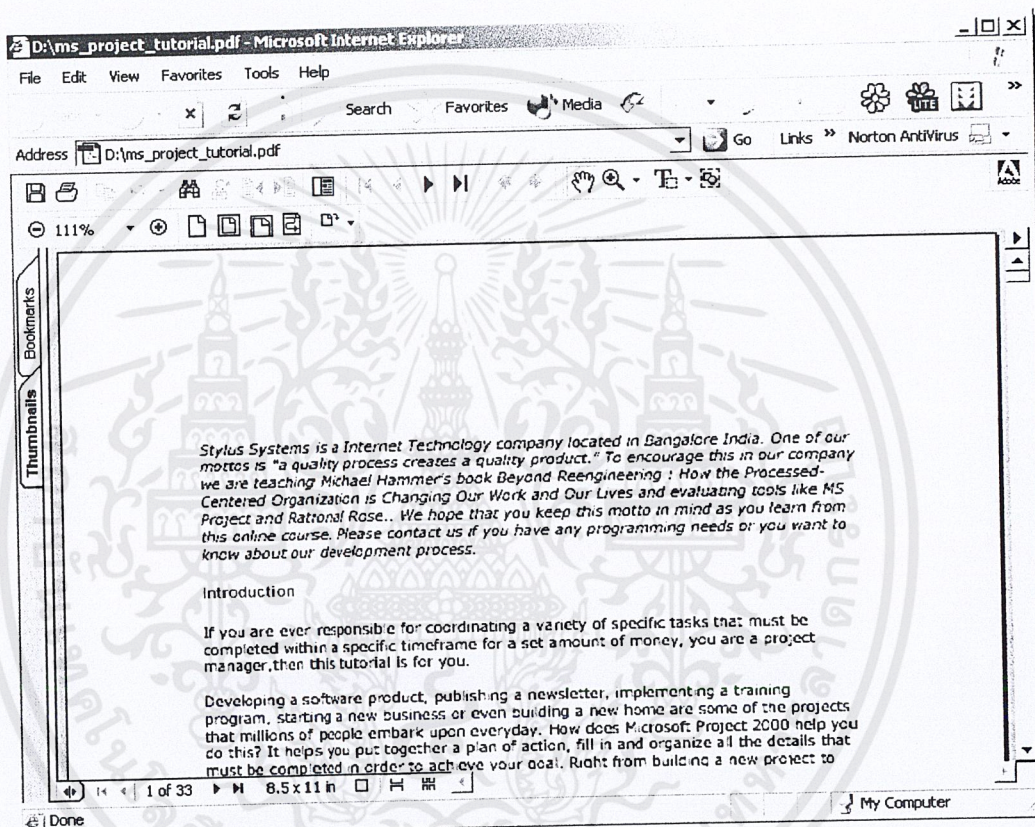 D:\ms_project_tutorial.pdf - Microsoft Internet Explorer
File Edit View Favorites Tools Help
Search Favorites Media
LITE
Address D:\ms_project_tutorial.pdf Go Links » Norton AntiVirus
Adobe
111%
Bookmarks
Thumbnails
Stylus Systems is a Internet Technology company located in Bangalore India. One of our
mottos is "a quality process creates a quality product." To encourage this in our company
we are teaching Michael Hammer's book Beyond Reengineering : How the Processed-
Centered Organization is Changing Our Work and Our Lives and evaluating tools like MS
Project and Rational Rose.. We hope that you keep this motto in mind as you learn from
this online course. Please contact us if you have any programming needs or you want to
know about our development process.
Introduction
If you are ever responsible for coordinating a variety of specific tasks that must be
completed within a specific timeframe for a set amount of money, you are a project
manager,then this tutorial is for you.
Developing a software product, publishing a newsletter, implementing a training
program, starting a new business or even building a new home are some of the projects
that millions of people embark upon everyday. How does Microsoft Project 2000 help you
do this? It helps you put together a plan of action, fill in and organize all the details that
must be completed in order to achieve your goal. Right from building a new project to
1 of 33 8.5 x 11 in
Done My Computer